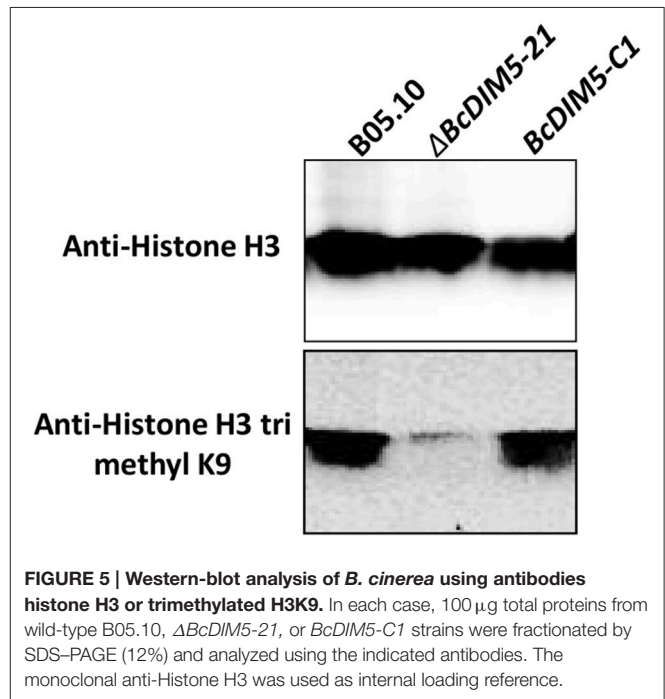 B05.10 ΔBcDIM5-21 BcDIM5-C1
Anti-Histone H3
Anti-Histone H3 tri
methyl K9
FIGURE 5 | Western-blot analysis of B. cinerea using antibodies
histone H3 or trimethylated H3K9. In each case, 100 μg total proteins from
wild-type B05.10, ΔBcDIM5-21, or BcDIM5-C1 strains were fractionated by
SDS–PAGE (12%) and analyzed using the indicated antibodies. The
monoclonal anti-Histone H3 was used as internal loading reference.